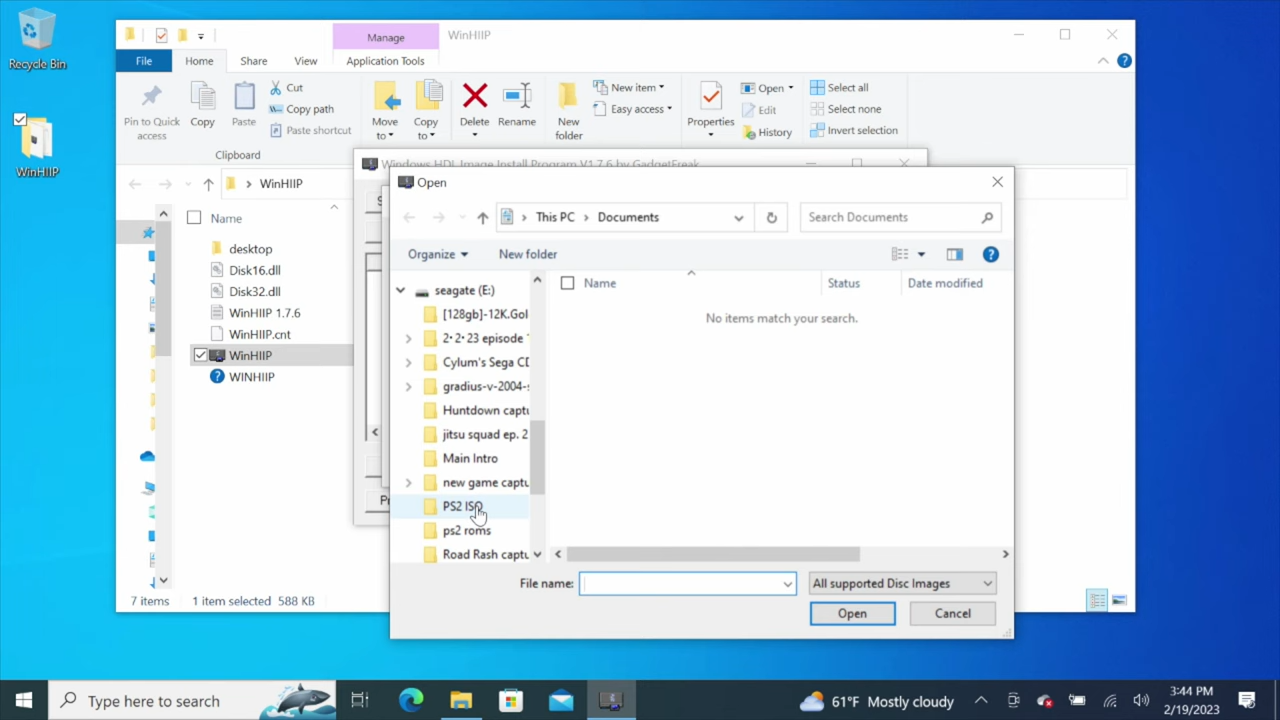 Recycle Bin
WinHIIP
Manage
WinHIIP
File
Home
Share
View
Application Tools
Pin to Quick access
Copy
Paste
Cut
Copy path
Paste shortcut
Clipboard
Move to
Copy to
Delete
Rename
New folder
New item
Easy access
Properties
Open
Edit
History
Select all
Select none
Invert selection
WinHIIP
Name
desktop
Disk16.dll
Disk32.dll
WinHIIP 1.7.6
WinHIIP.cnt
WinHIIP
WINHIIP
7 items
1 item selected 588 KB
Windows HDL Image Install Program V1.7.6 by GadgetFreak
Open
This PC
Documents
Search Documents
Organize
New folder
seagate (E:)
[128gb]-12K.Gol
2•2•23 episode
Cylum's Sega CD
gradius-v-2004-s
Huntdown captu
jitsu squad ep. 2
Main Intro
new game captu
PS2 ISO
ps2 roms
Road Rash captu
Name
Status
Date modified
No items match your search.
File name:
All supported Disc Images
Open
Cancel
Type here to search
61°F Mostly cloudy
3:44 PM
2/19/2023